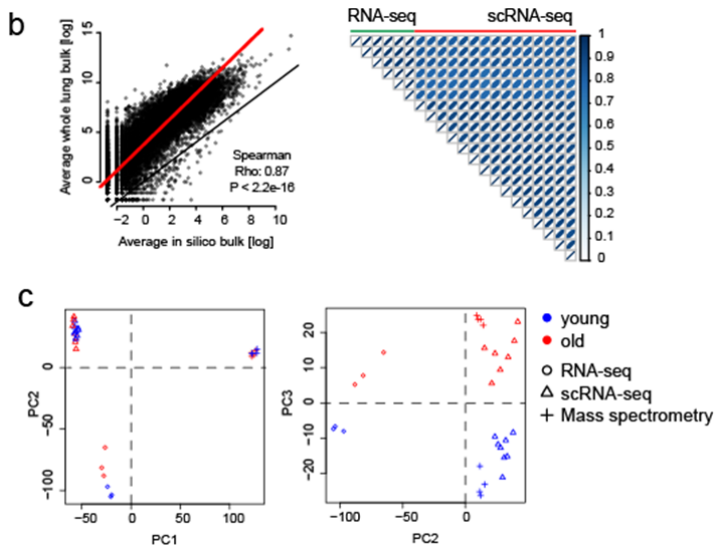 b
RNA-seq scRNA-seq
Average whole lung bulk [log]
15
10
5
0
Spearman
Rho: 0.87
P < 2.2e-16
−2 0 2 4 6 8 10
Average in silico bulk [log]
1
0.9
0.8
0.7
0.6
0.5
0.4
0.3
0.2
0.1
0
c
PC2
0
−50
−100
−50 0 50 100
PC1
PC3
20
10
0
−10
−20
−100 −50 0
PC2
young
old
RNA-seq
scRNA-seq
Mass spectrometry